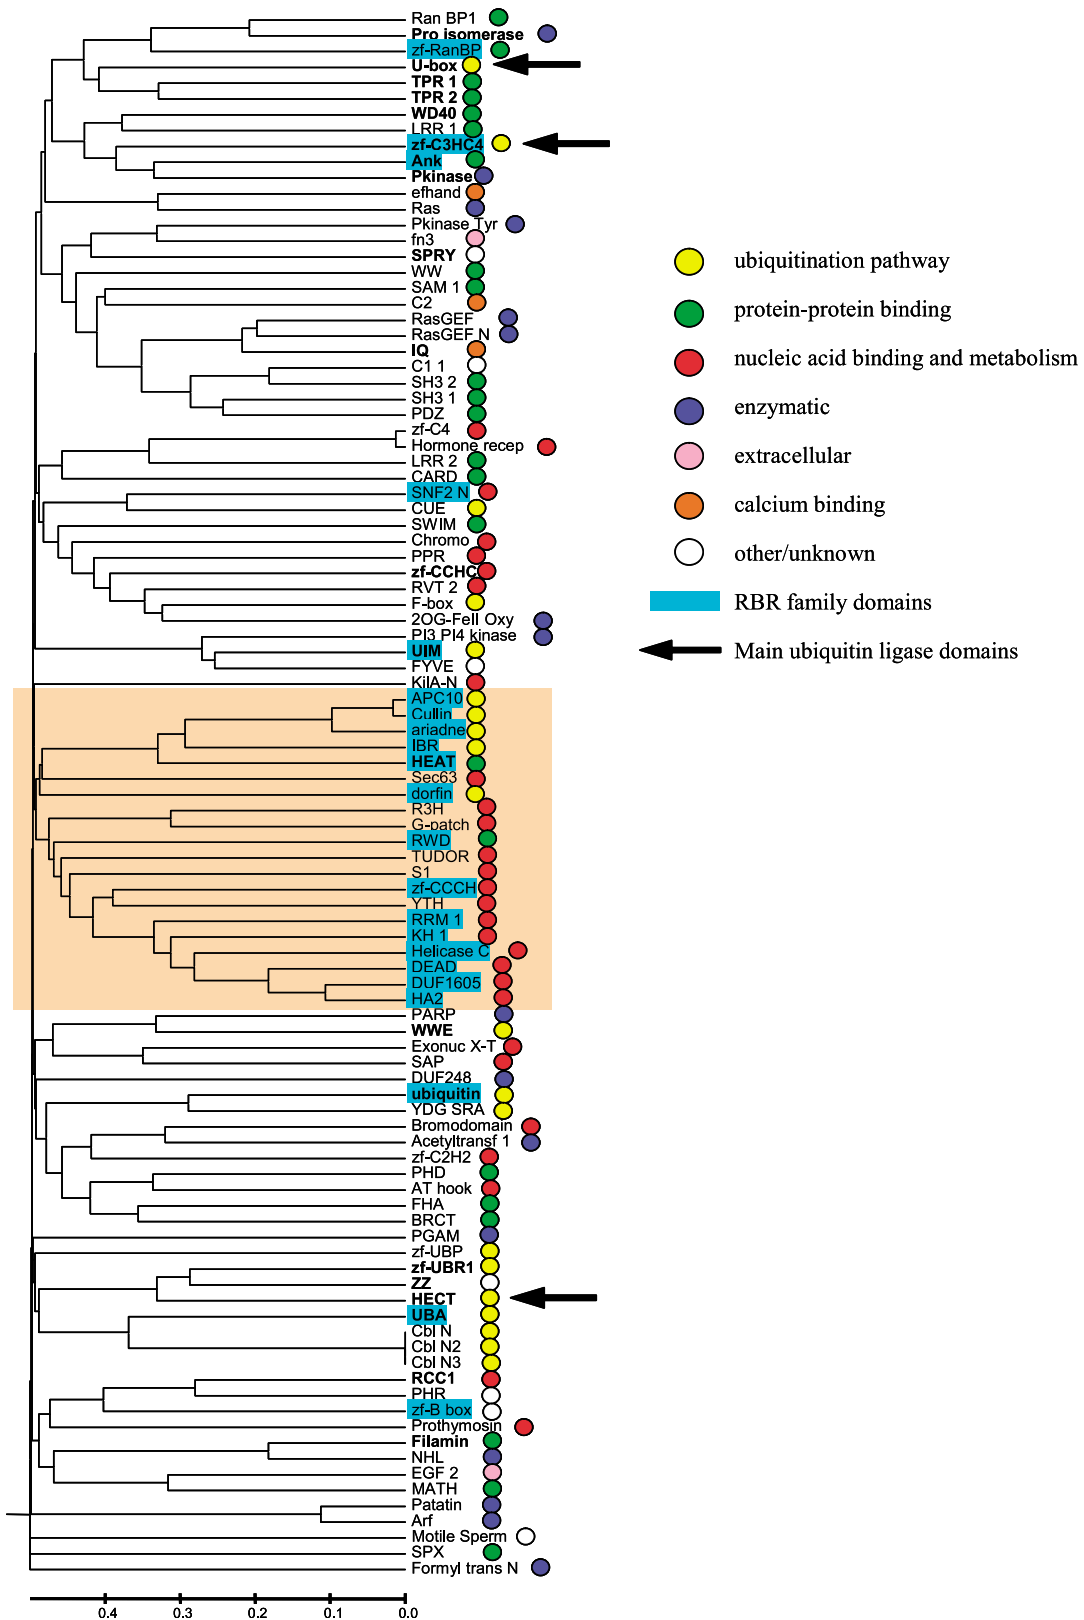 Ran BP1
Pro isomerase
zf-RanBP
U-box
TPR 1
TPR 2
WD40
LRR 1
zf-C3HC4
Ank
Pkinase
efhand
Ras
Pkinase Tyr
fn3
SPRY
WW
SAM 1
C2
RasGEF
RasGEF N
IQ
C1 1
SH3 2
SH3 1
PDZ
zf-C4
Hormone recep
LRR 2
CARD
SNF2 N
CUE
SWIM
Chromo
PPR
zf-CCHC
RVT 2
F-box
2OG-FeII Oxy
PI3 PI4 kinase
UIM
FYVE
KilA-N
APC10
Cullin
ariadne
IBR
HEAT
Sec63
dorfin
R3H
G-patch
RWD
TUDOR
S1
zf-CCCH
YTH
RRM 1
KH 1
Helicase C
DEAD
DUF1605
HA2
PARP
WWE
Exonuc X-T
SAP
DUF248
ubiquitin
YDG SRA
Bromodomain
Acetyltransf 1
zf-C2H2
PHD
AT hook
FHA
BRCT
PGAM
zf-UBP
zf-UBR1
ZZ
HECT
UBA
Cbl N
Cbl N2
Cbl N3
RCC1
PHR
zf-B box
Prothymosin
Filamin
NHL
EGF 2
MATH
Patatin
Arf
Motile Sperm
SPX
Formyl trans N
0.4 0.3 0.2 0.1 0.0
ubiquitination pathway
protein-protein binding
nucleic acid binding and metabolism
enzymatic
extracellular
calcium binding
other/unknown
RBR family domains
Main ubiquitin ligase domains